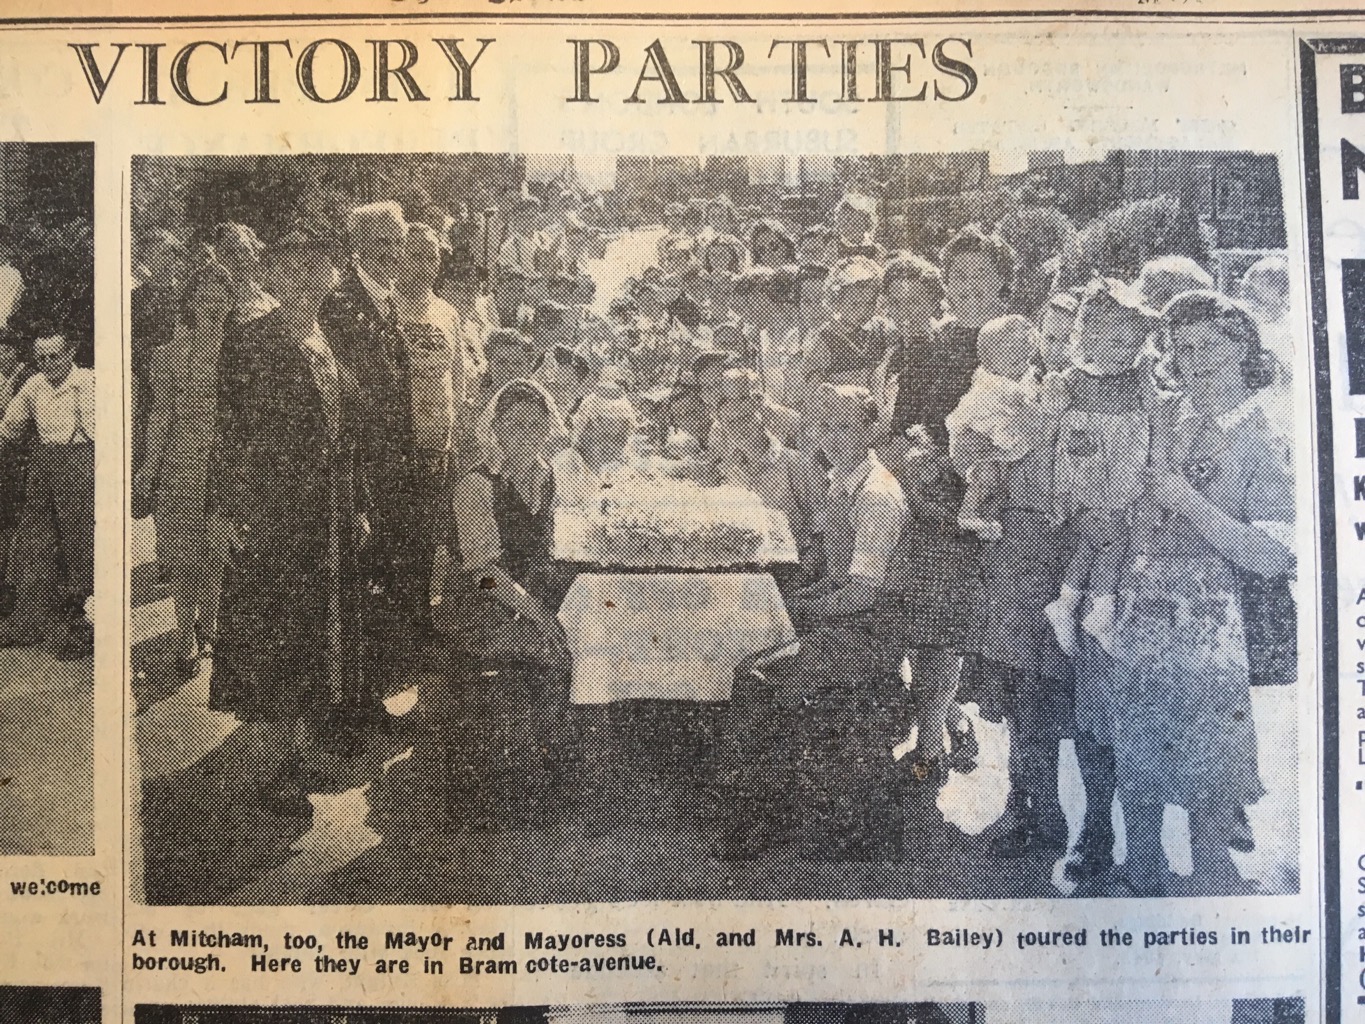 VICTORY PARTIES
welcome
At Mitcham, too, the Mayor and Mayoress (Ald. and Mrs. A. H. Bailey) toured the parties in their
borough. Here they are in Bram cote-avenue.